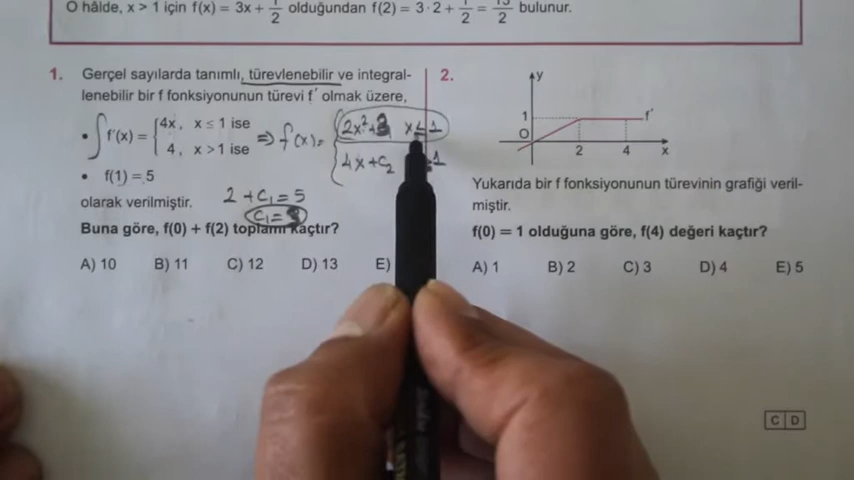 O hâlde, x > 1 için f(x) = 3x + 1/2 olduğundan f(2) = 3·2 + 1/2 = 13/2 bulunur.
1. Gerçel sayılarda tanımlı, türevlenebilir ve integral-
lenebilir bir f fonksiyonunun türevi f' olmak üzere,
• ∫ f'(x) = { 4x, x ≤ 1 ise
4, x > 1 ise
⇒ f(x) = { 2x²+3, x ≤ 1
4x + c₂ 1
• f(1) = 5
olarak verilmiştir.
2 + c₁ = 5
c₁ = 3
Buna göre, f(0) + f(2) toplamı kaçtır?
A) 10 B) 11 C) 12 D) 13 E)
2.
y
1
O
f'
2 4 x
Yukarıda bir f fonksiyonunun türevinin grafiği veril-
miştir.
f(0) = 1 olduğuna göre, f(4) değeri kaçtır?
A) 1 B) 2 C) 3 D) 4 E) 5
C D